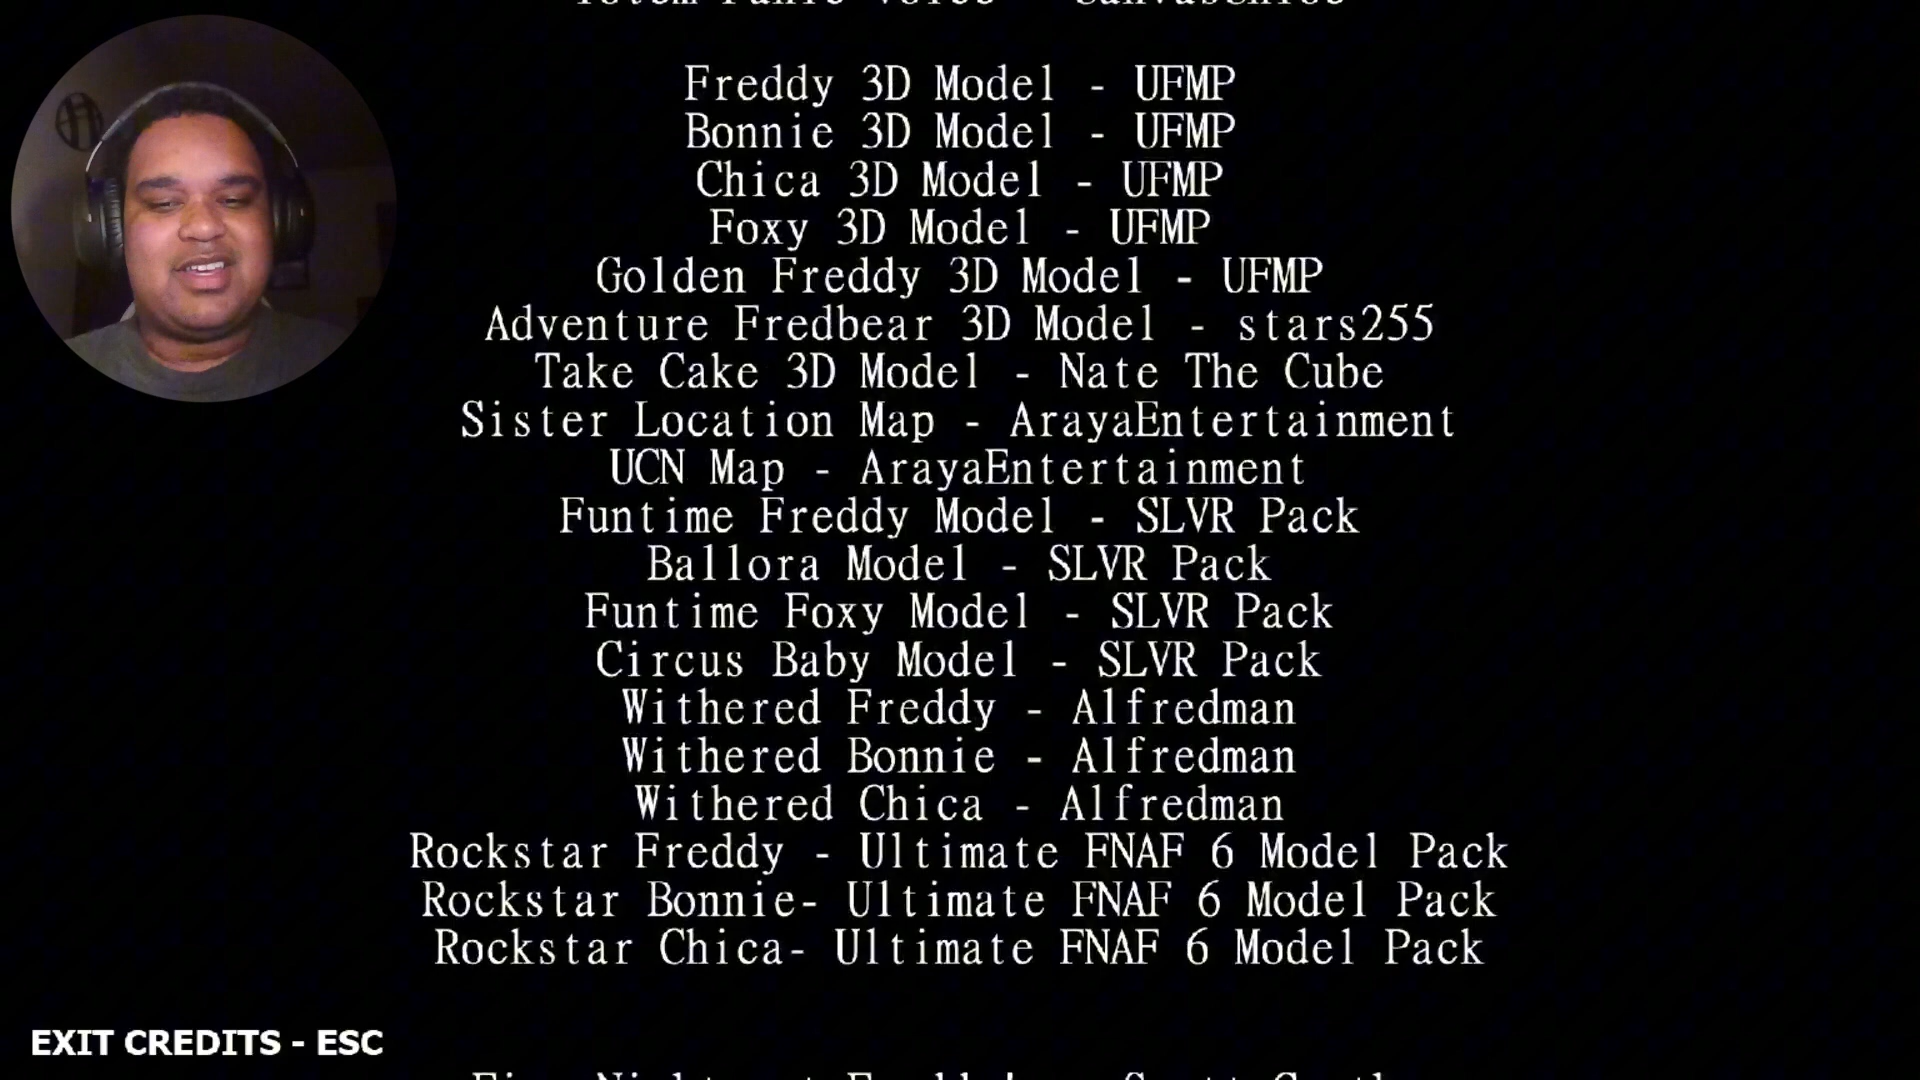 Freddy 3D Model - UFMP
Bonnie 3D Model - UFMP
Chica 3D Model - UFMP
Foxy 3D Model - UFMP
Golden Freddy 3D Model - UFMP
Adventure Fredbear 3D Model - stars255
Take Cake 3D Model - Nate The Cube
Sister Location Map - ArayaEntertainment
UCN Map - ArayaEntertainment
Funtime Freddy Model - SLVR Pack
Ballora Model - SLVR Pack
Funtime Foxy Model - SLVR Pack
Circus Baby Model - SLVR Pack
Withered Freddy - Alfredman
Withered Bonnie - Alfredman
Withered Chica - Alfredman
Rockstar Freddy - Ultimate FNAF 6 Model Pack
Rockstar Bonnie- Ultimate FNAF 6 Model Pack
Rockstar Chica- Ultimate FNAF 6 Model Pack
EXIT CREDITS - ESC